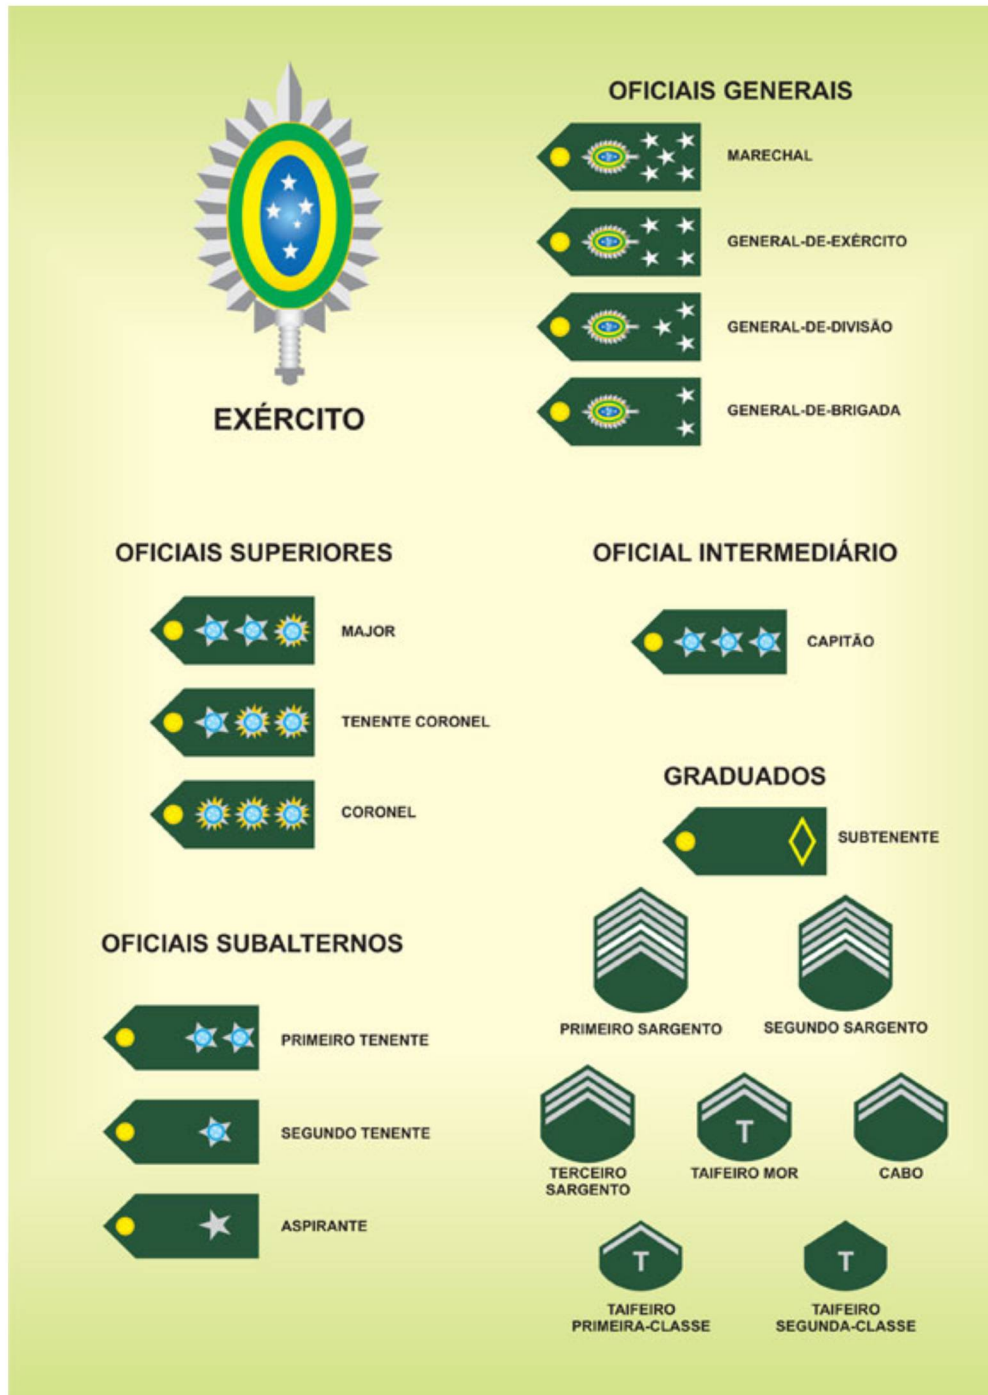 EXÉRCITO
OFICIAIS GENERAIS
MARECHAL
GENERAL-DE-EXÉRCITO
GENERAL-DE-DIVISÃO
GENERAL-DE-BRIGADA
OFICIAIS SUPERIORES
MAJOR
TENENTE CORONEL
CORONEL
OFICIAL INTERMEDIÁRIO
CAPITÃO
OFICIAIS SUBALTERNOS
PRIMEIRO TENENTE
SEGUNDO TENENTE
ASPIRANTE
GRADUADOS
SUBTENENTE
PRIMEIRO SARGENTO
SEGUNDO SARGENTO
TERCEIRO
SARGENTO
T
TAIFEIRO MOR
CABO
T
TAIFEIRO
PRIMEIRA-CLASSE
T
TAIFEIRO
SEGUNDA-CLASSE